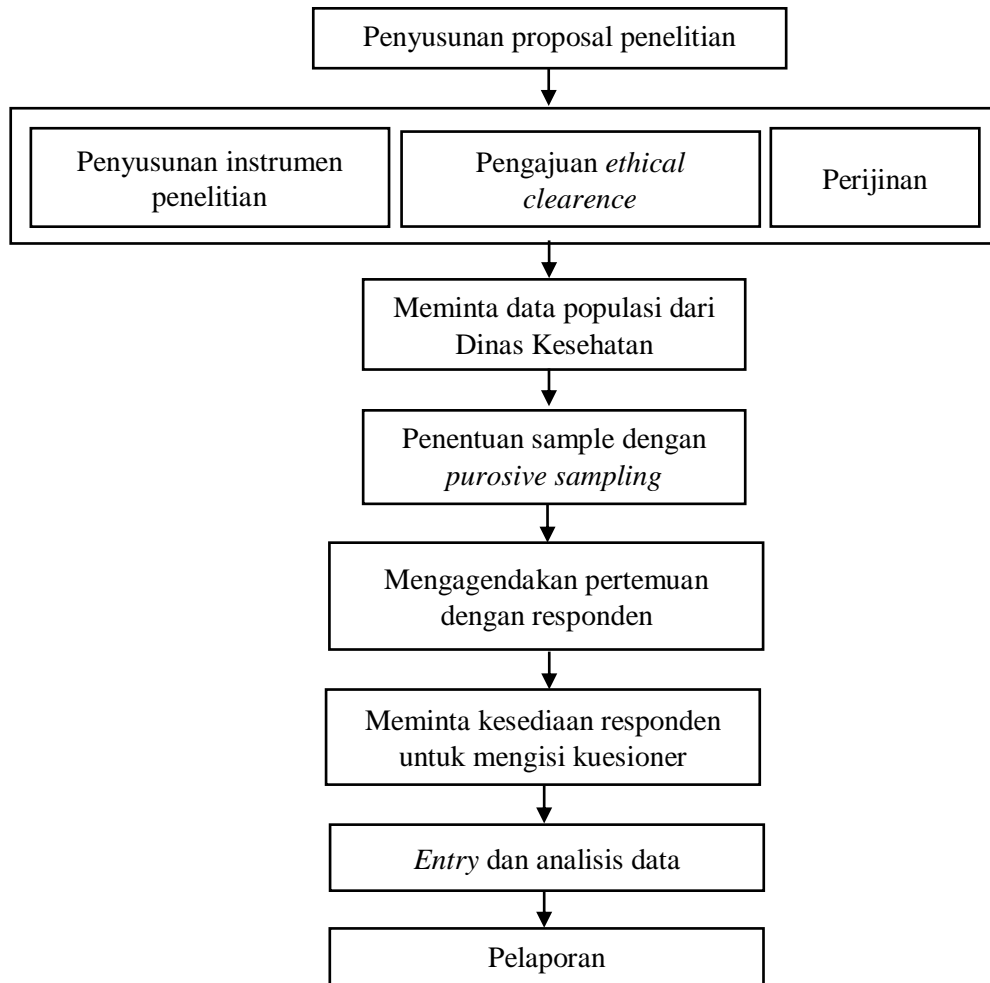 Penyusunan proposal penelitian
Penyusunan instrumen
penelitian
Pengajuan ethical
clearence
Perijinan
Meminta data populasi dari
Dinas Kesehatan
Penentuan sample dengan
purosive sampling
Mengagendakan pertemuan
dengan responden
Meminta kesediaan responden
untuk mengisi kuesioner
Entry dan analisis data
Pelaporan